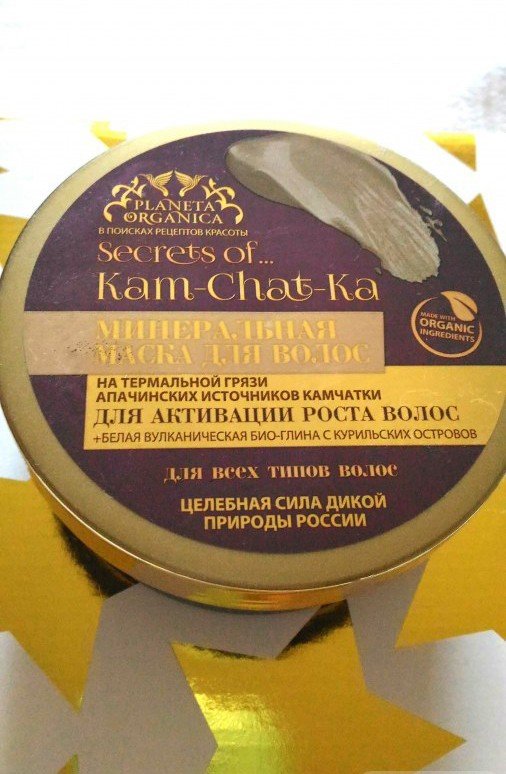 PLANETA
ORGANICA
В ПОИСКАХ РЕЦЕПТОВ КРАСОТЫ
Secrets of...
Kam-Chat-Ka
МИНЕРАЛЬНАЯ
МАСКА ДЛЯ ВОЛОС
MADE WITH
ORGANIC
INGREDIENTS
НА ТЕРМАЛЬНОЙ ГРЯЗИ
АПАЧИНСКИХ ИСТОЧНИКОВ КАМЧАТКИ
ДЛЯ АКТИВАЦИИ РОСТА ВОЛОС
+БЕЛАЯ ВУЛКАНИЧЕСКАЯ БИО-ГЛИНА С КУРИЛЬСКИХ ОСТРОВОВ
ДЛЯ ВСЕХ ТИПОВ ВОЛОС
ЦЕЛЕБНАЯ СИЛА ДИКОЙ
ПРИРОДЫ РОССИИ